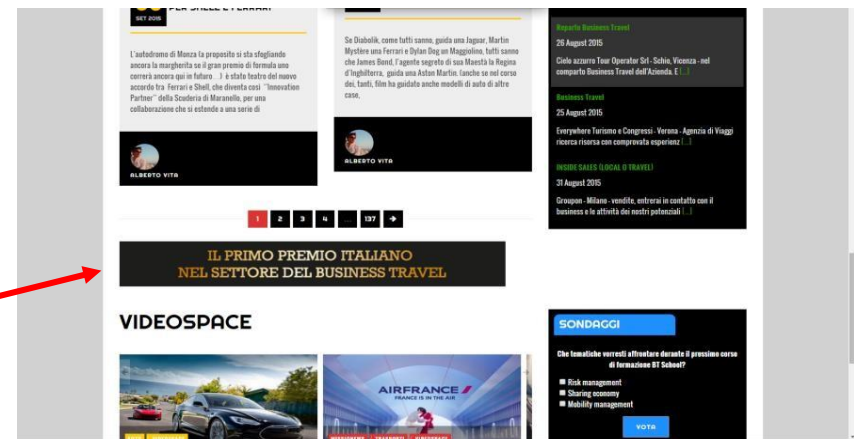 PER SHELL E FERRARI
SET 2015
L'autodromo di Monza (a proposito si sta sfogliando
ancora la margherita se il gran premio di formula uno
correrà ancora qui in futuro ...) è stato teatro del nuovo
accordo tra Ferrari e Shell, che diventa così "Innovation
Partner" della Scuderia di Maranello, per una
collaborazione che si estende a una serie di
ALBERTO VITA
Se Diabolik, come tutti sanno, guida una Jaguar, Martin
Mystère una Ferrari e Dylan Dog un Maggiolino, tutti sanno
che James Bond, l'agente segreto di sua Maestà la Regina
d'Inghilterra, guida una Aston Martin. (anche se nel corso
dei, tanti, film ha guidato anche modelli di auto di altre
case,
ALBERTO VITA
1 2 3 4 ... 137 →
IL PRIMO PREMIO ITALIANO
NEL SETTORE DEL BUSINESS TRAVEL
VIDEOSPACE
AIRFRANCE
FRANCE IS IN THE AIR
Reparto Business Travel
26 August 2015
Cielo azzurro Tour Operator Srl - Schio, Vicenza - nel
comparto Business Travel dell'Azienda. E [...]
Business Travel
25 August 2015
Everywhere Turismo e Congressi - Verona - Agenzia di Viaggi
ricerca risorsa con comprovata esperienz [...]
INSIDE SALES (LOCAL O TRAVEL)
31 August 2015
Groupon - Milano - vendite, entrerai in contatto con il
business e le attività dei nostri potenziali [...]
SONDAGGI
Che tematiche vorresti affrontare durante il prossimo corso
di formazione BT School?
Risk management
Sharing economy
Mobility management
VOTA